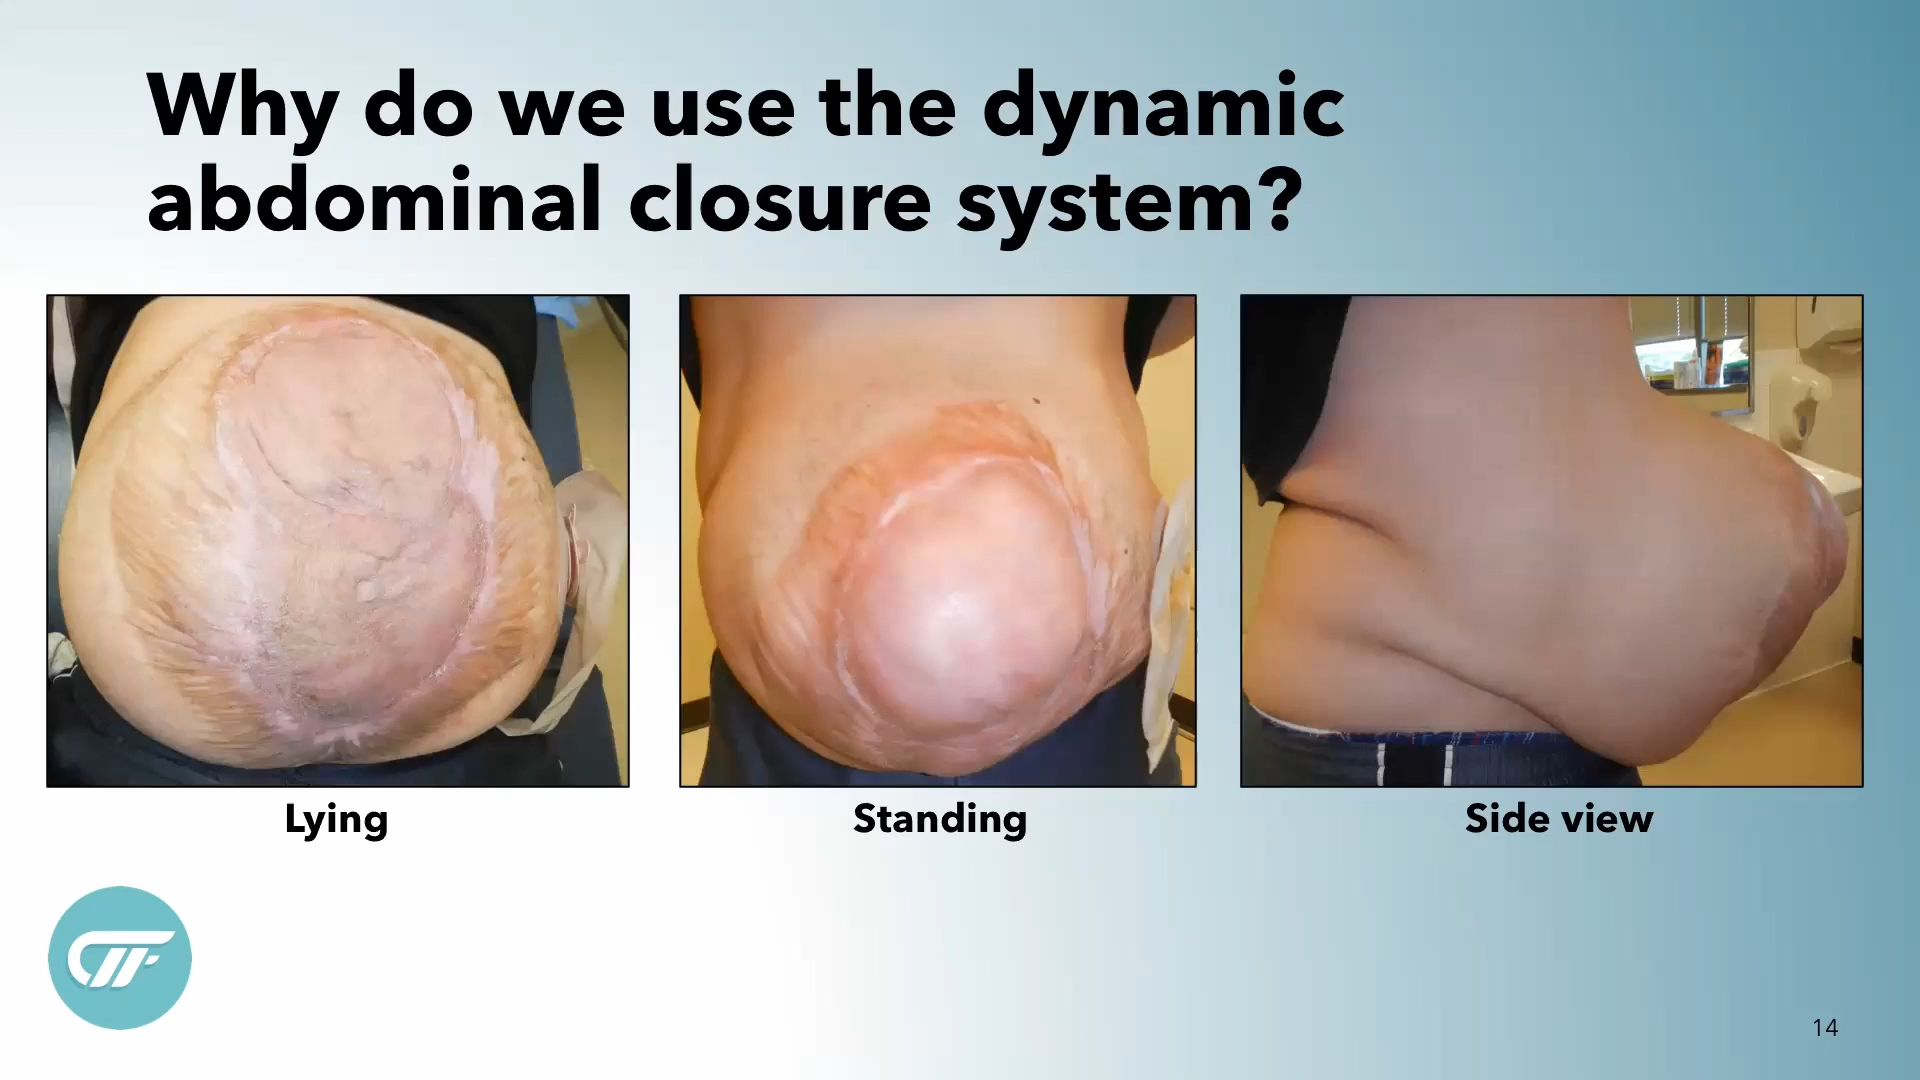 Why do we use the dynamic
abdominal closure system?
Lying
Standing
Side view
14